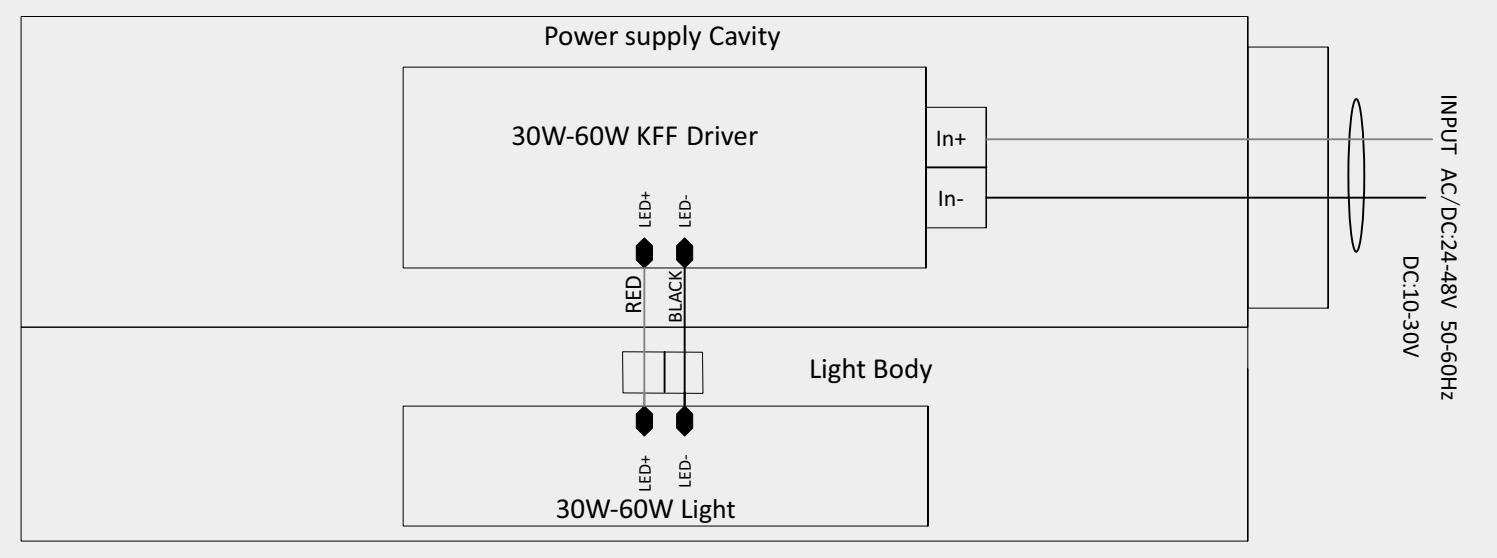 Power supply Cavity
30W-60W KFF Driver
In+
In-
LED+
LED-
RED
BLACK
INPUT AC/DC:24-48V 50-60Hz
DC:10-30V
Light Body
LED+
LED-
30W-60W Light